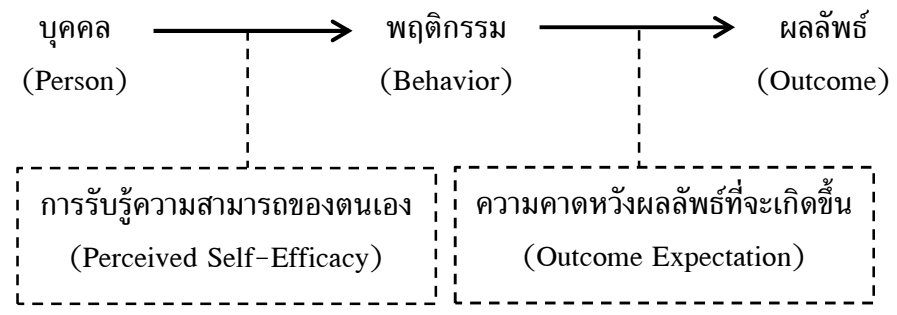 บุคคล พฤติกรรม ผลลัพธ์
(Person) (Behavior) (Outcome)
การรับรู้ความสามารถของตนเอง ความคาดหวังผลลัพธ์ที่จะเกิดขึ้น
(Perceived Self-Efficacy) (Outcome Expectation)